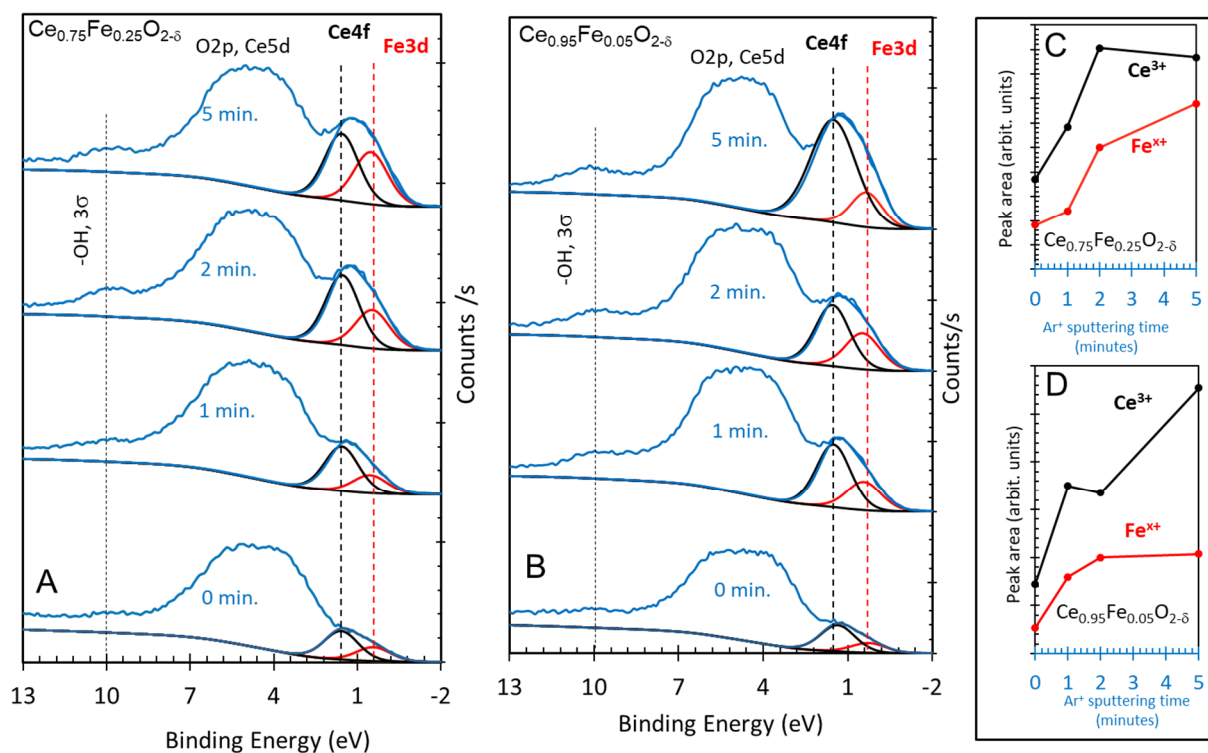 Ce0.75Fe0.25O2-δ
Ce4f
O2p, Ce5d
Fe3d
5 min.
-OH, 3σ
2 min.
1 min.
A
0 min.
13 10 7 4 1 -2
Binding Energy (eV)
Conunts /s
Ce0.95Fe0.05O2-δ
Ce4f
O2p, Ce5d
Fe3d
5 min.
-OH, 3σ
2 min.
1 min.
B
0 min.
13 10 7 4 1 -2
Binding Energy (eV)
Counts/s
C
Ce3+
Fex+
Peak area (arbit. units)
Ce0.75Fe0.25O2-δ
0 1 2 3 4 5
Ar+ sputtering time
(minutes)
D
Ce3+
Fex+
Peak area (arbit. units)
Ce0.95Fe0.05O2-δ
0 1 2 3 4 5
Ar+ sputtering time
(minutes)